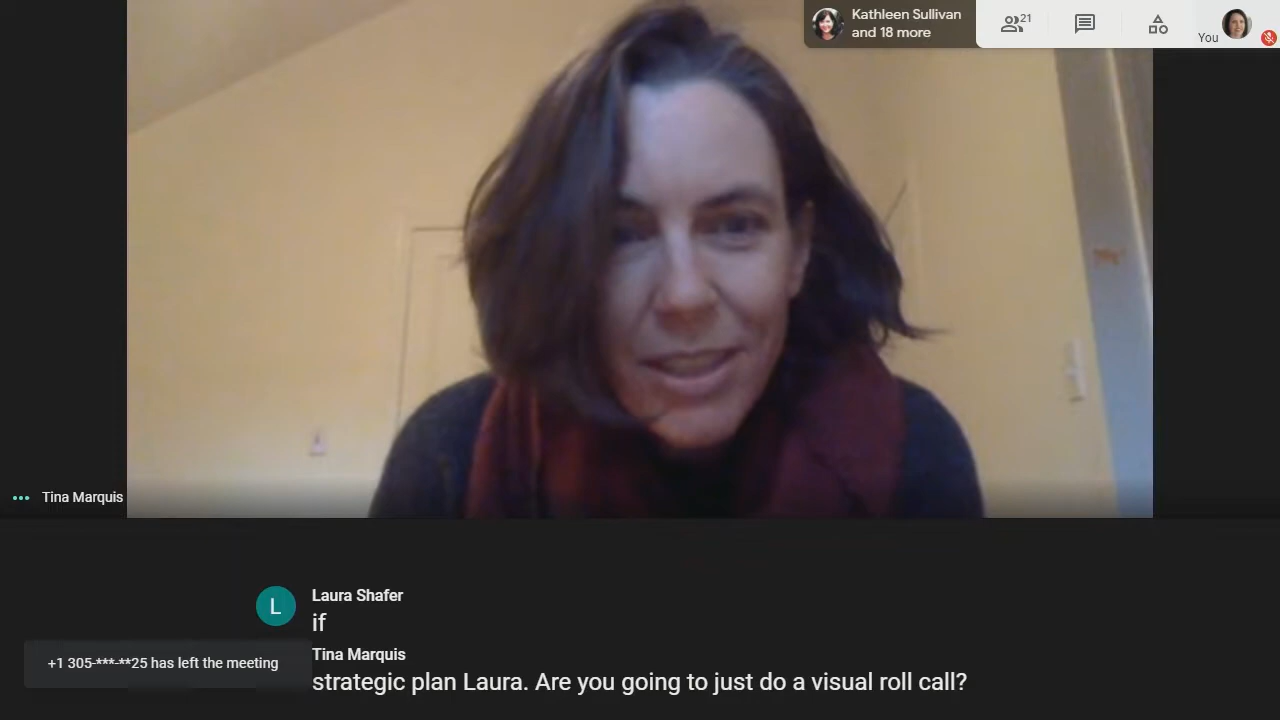 Kathleen Sullivan
and 18 more
21
You
Tina Marquis
L
Laura Shafer
if
+1 305-***-**25 has left the meeting
Tina Marquis
strategic plan Laura. Are you going to just do a visual roll call?